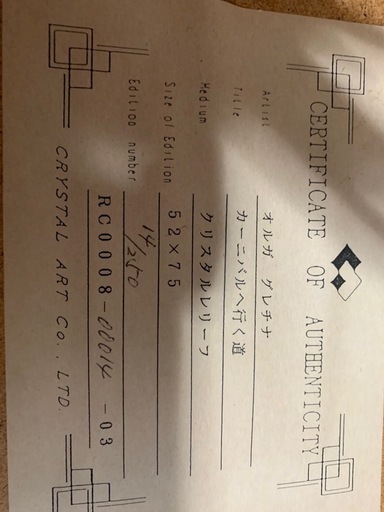 CERTIFICATE OF AUTHENTICITY
Artist オルガ グレチナ
Title カーニバルへ行く道
Medium クリスタルレリーフ
Size of Edition 52×75
Edition number 14/250
RC0008-00014-03
CRYSTAL ART CO., LTD.